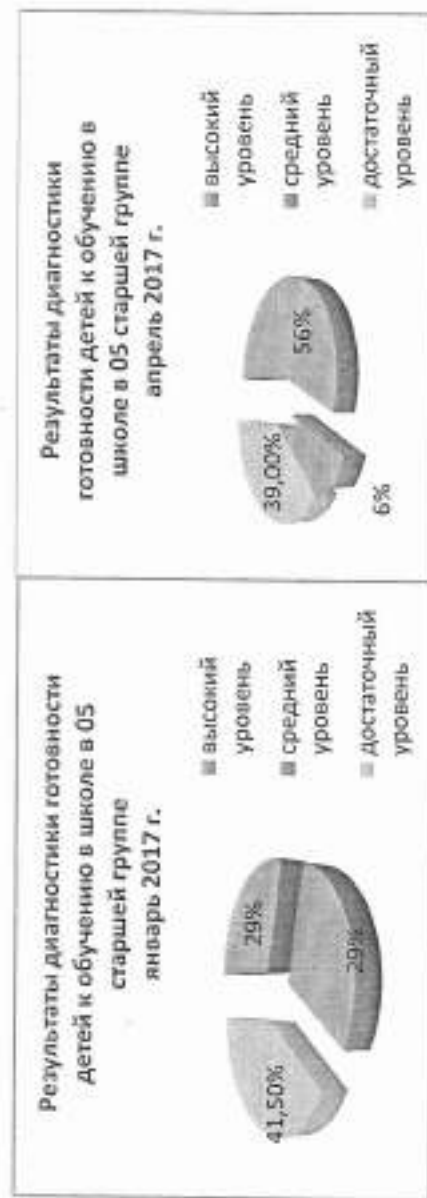 Результаты диагностики готовности
детей к обучению в школе в 05
старшей группе
январь 2017 г.
41,50%
29%
29%
высокий
уровень
средний
уровень
достаточный
уровень
Результаты диагностики
готовности детей к обучению в
школе в 05 старшей группе
апрель 2017 г.
39,00%
56%
6%
высокий
уровень
средний
уровень
достаточный
уровень